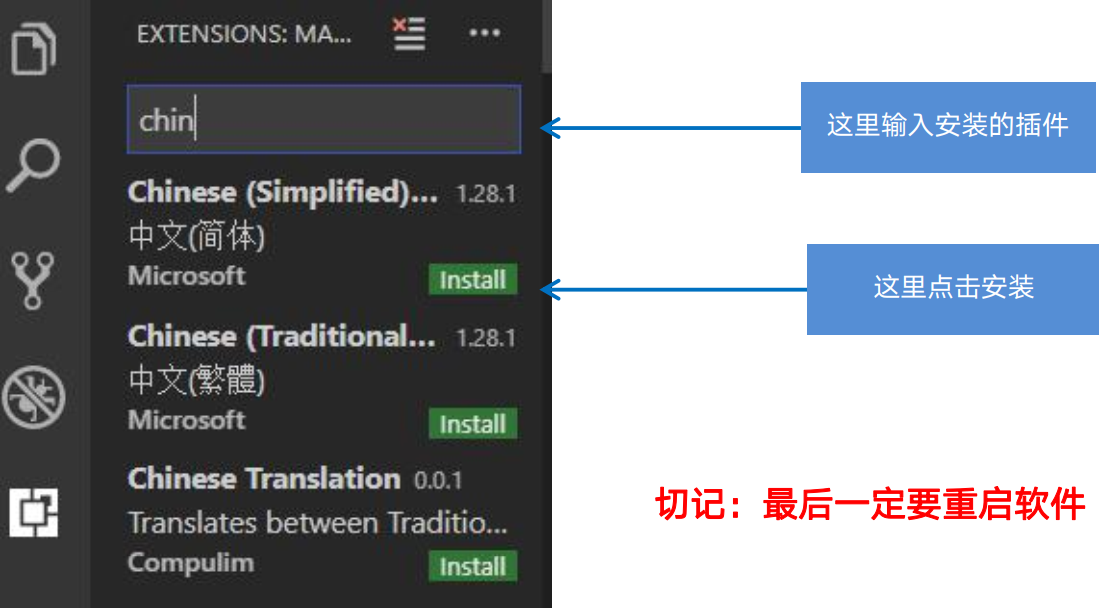 EXTENSIONS: MA...
chin
这里输入安装的插件
Chinese (Simplified)... 1.28.1
中文(简体)
Microsoft Install
这里点击安装
Chinese (Traditional... 1.28.1
中文(繁體)
Microsoft Install
Chinese Translation 0.0.1
切记：最后一定要重启软件
Translates between Traditio...
Compulim Install